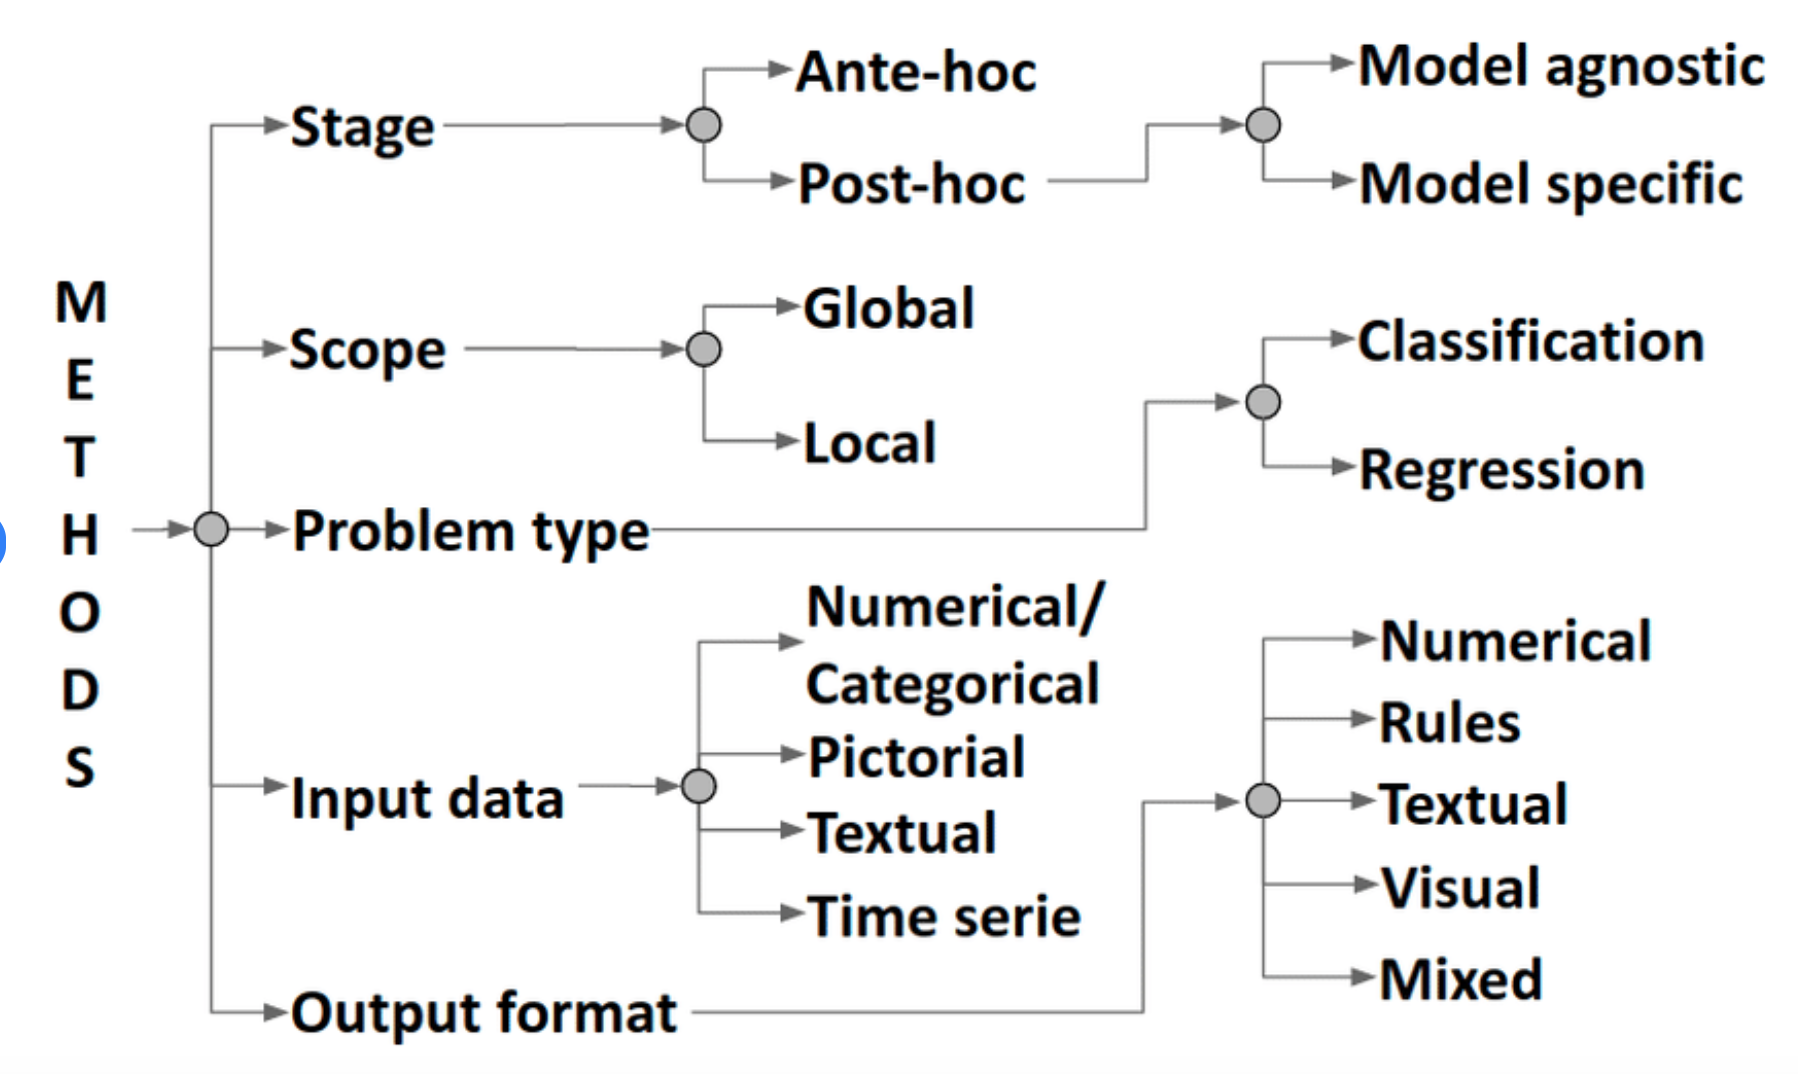 METHODS
Stage
Ante-hoc
Post-hoc
Model agnostic
Model specific
Scope
Global
Local
Problem type
Classification
Regression
Input data
Numerical/
Categorical
Pictorial
Textual
Time serie
Output format
Numerical
Rules
Textual
Visual
Mixed